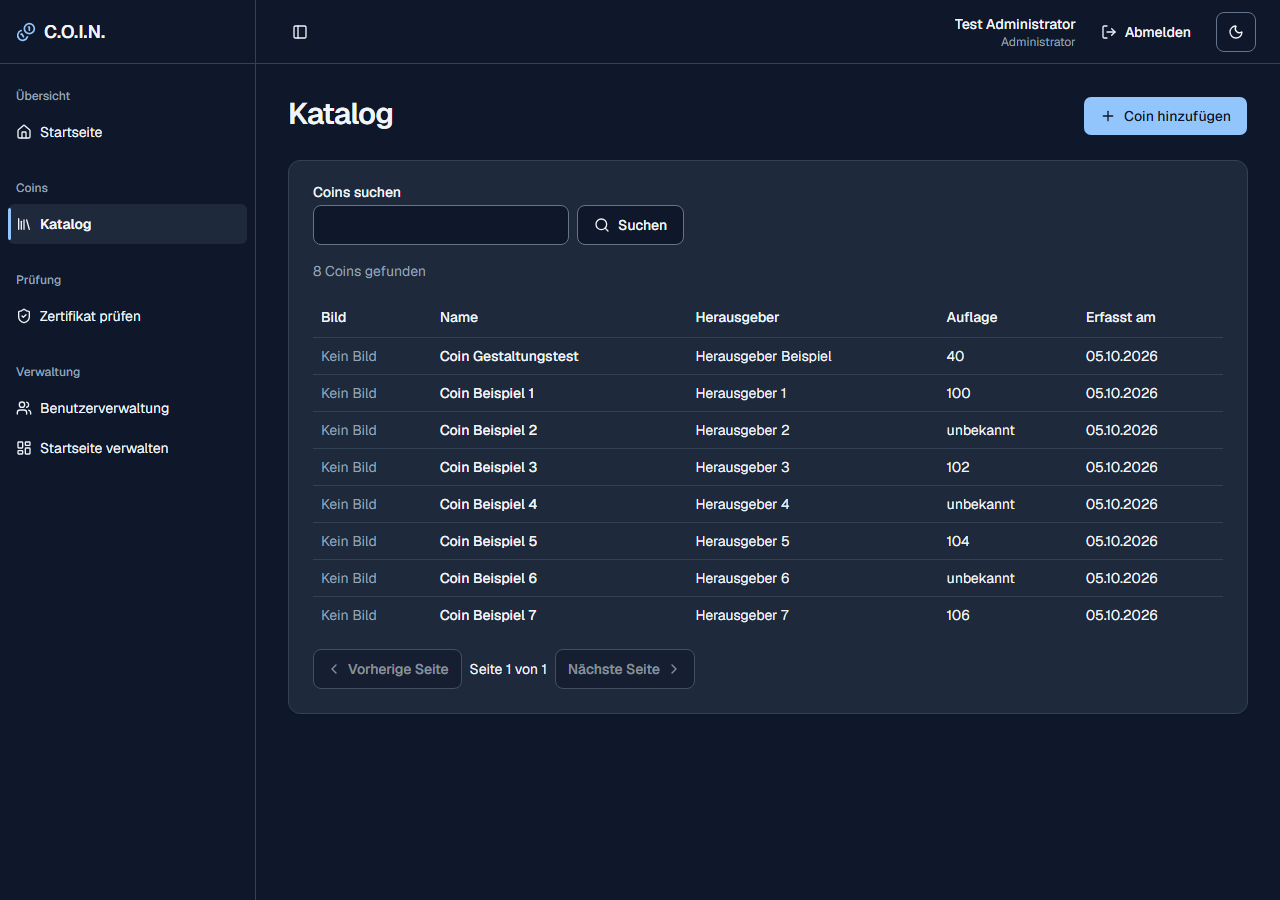 C.O.I.N.
Test Administrator
Administrator
Abmelden
Übersicht
Startseite
Coins
Katalog
Prüfung
Zertifikat prüfen
Verwaltung
Benutzerverwaltung
Startseite verwalten
Katalog
Coin hinzufügen
Coins suchen
Suchen
8 Coins gefunden
Bild Name Herausgeber Auflage Erfasst am
Kein Bild Coin Gestaltungstest Herausgeber Beispiel 40 05.10.2026
Kein Bild Coin Beispiel 1 Herausgeber 1 100 05.10.2026
Kein Bild Coin Beispiel 2 Herausgeber 2 unbekannt 05.10.2026
Kein Bild Coin Beispiel 3 Herausgeber 3 102 05.10.2026
Kein Bild Coin Beispiel 4 Herausgeber 4 unbekannt 05.10.2026
Kein Bild Coin Beispiel 5 Herausgeber 5 104 05.10.2026
Kein Bild Coin Beispiel 6 Herausgeber 6 unbekannt 05.10.2026
Kein Bild Coin Beispiel 7 Herausgeber 7 106 05.10.2026
Vorherige Seite Seite 1 von 1 Nächste Seite